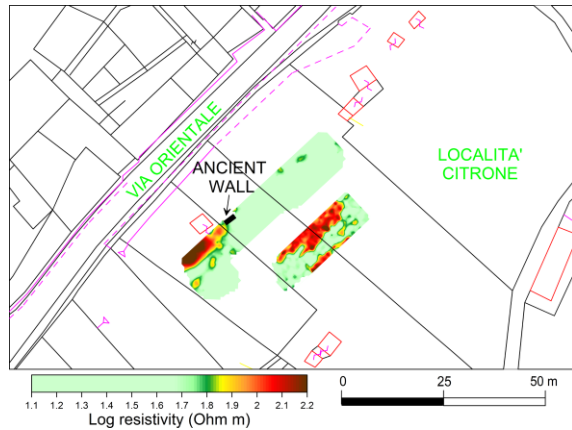 VIA ORIENTALE
ANCIENT
WALL
LOCALITA'
CITRONE
1.1 1.2 1.3 1.4 1.5 1.6 1.7 1.8 1.9 2 2.1 2.2
Log resistivity (Ohm m)
0 25 50 m